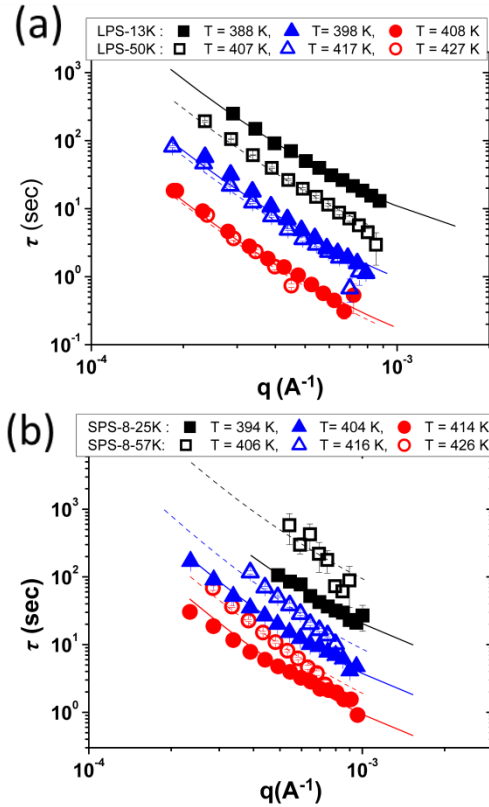 (a)
LPS-13K : ■ T = 388 K, ▲ T = 398 K, ● T = 408 K
LPS-50K : □ T = 407 K, △ T = 417 K, ○ T = 427 K
10³
10²
10¹
10⁰
10⁻¹
τ (sec)
10⁻⁴
10⁻³
q (A⁻¹)
(b)
SPS-8-25K : ■ T = 394 K, ▲ T = 404 K, ● T = 414 K
SPS-8-57K : □ T = 406 K, △ T = 416 K, ○ T = 426 K
10³
10²
10¹
10⁰
τ (sec)
10⁻⁴
10⁻³
q(A⁻¹)